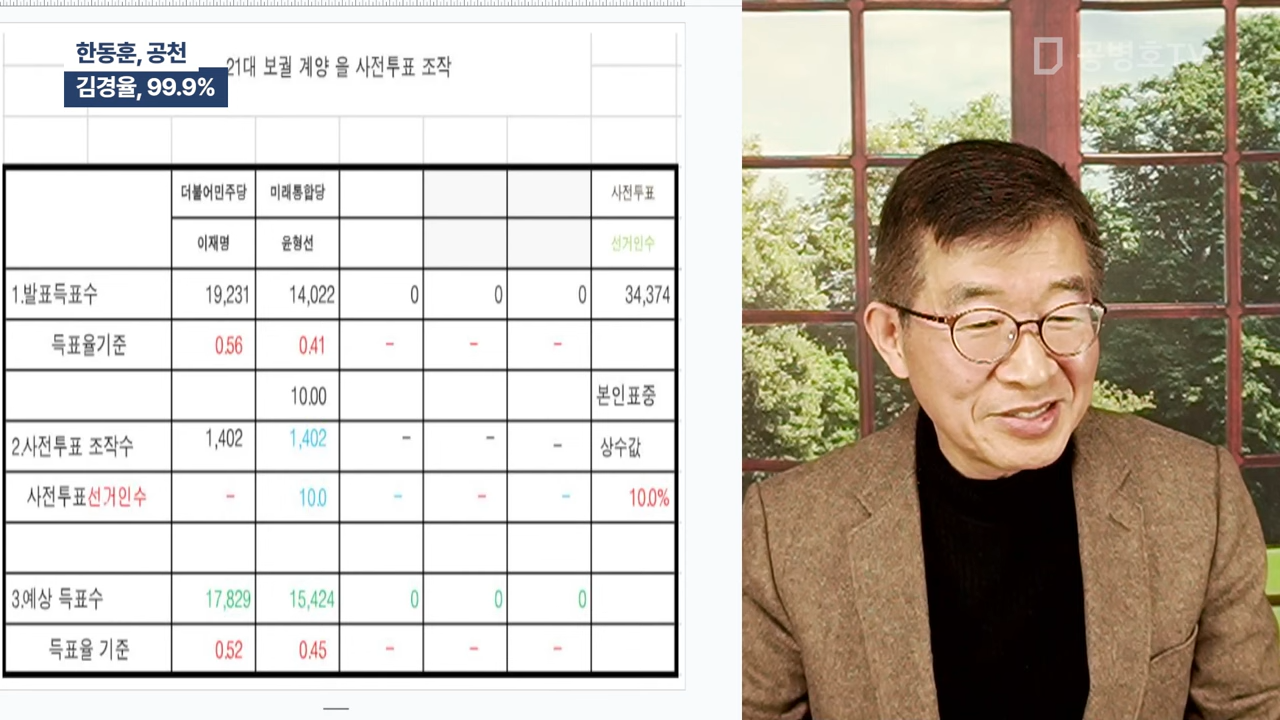 한동훈, 공천
김경율, 99.9%
21대 보궐 계양 을 사전투표 조작
공병호TV
더불어민주당 미래통합당 사전투표
이재명 윤형선 선거인수
1.발표득표수 19,231 14,022 0 0 0 34,374
득표율기준 0.56 0.41 - - -
10.00 본인표중
2.사전투표 조작수 1,402 1,402 - - - 상수값
사전투표선거인수 - 10.0 - - - 10.0%
3.예상 득표수 17,829 15,424 0 0 0
득표율 기준 0.52 0.45 - - -